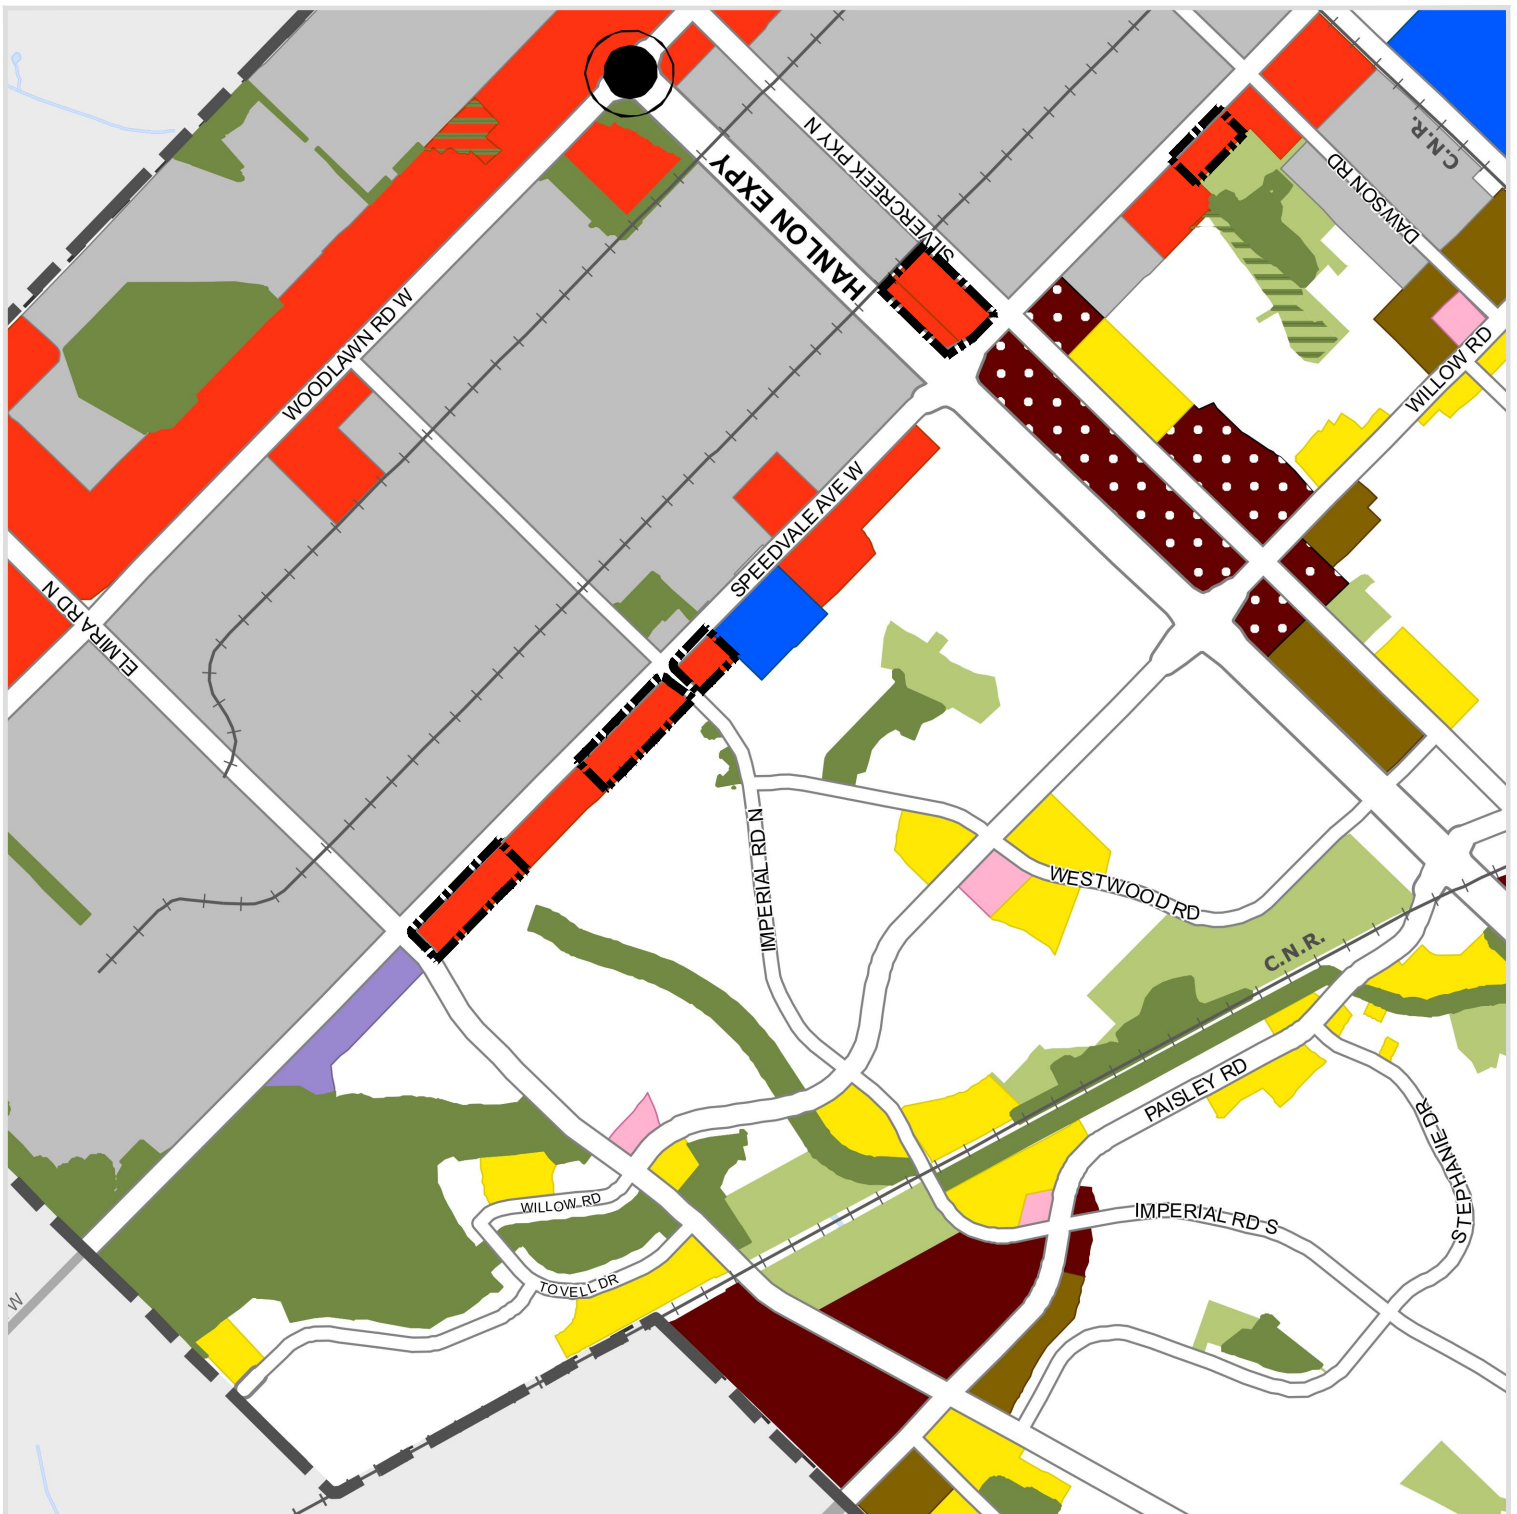 SILVERCREEK PKY N
C.N.R.
HANLON EXPY
DAWSON RD
WOODLAWN RD W
WILLOW RD
SPEEDVALE AVE W
ELMIRA RD N
IMPERIAL RD N
WESTWOOD RD
C.N.R.
PAISLEY RD
STEPHANIE DR
WILLOW RD
IMPERIAL RD S
TOVELL DR
W